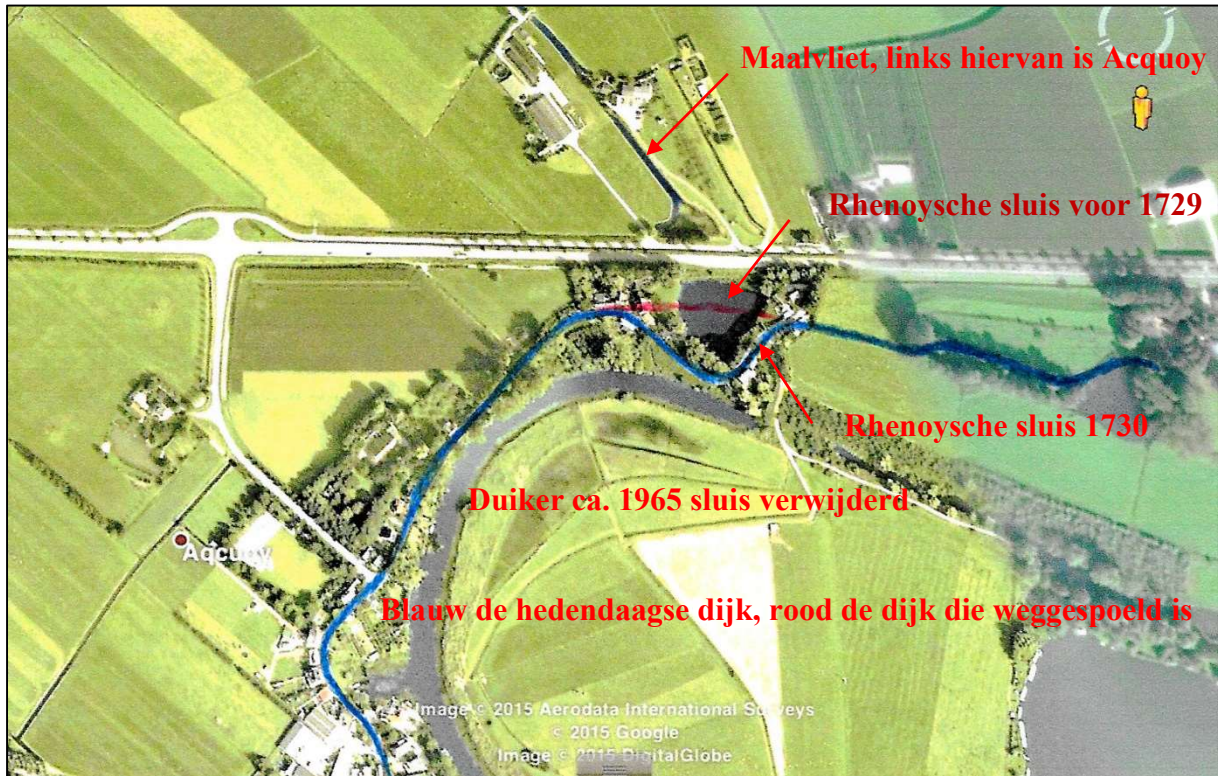 Maalvliet, links hiervan is Acquoy
Rhenoysche sluis voor 1729
Rhenoysche sluis 1730
Duiker ca. 1965 sluis verwijderd
Aqcuoy
Blauw de hedendaagse dijk, rood de dijk die weggespoeld is
Image © 2015 Aerodata International Surveys
© 2015 Google
Image © 2015 DigitalGlobe